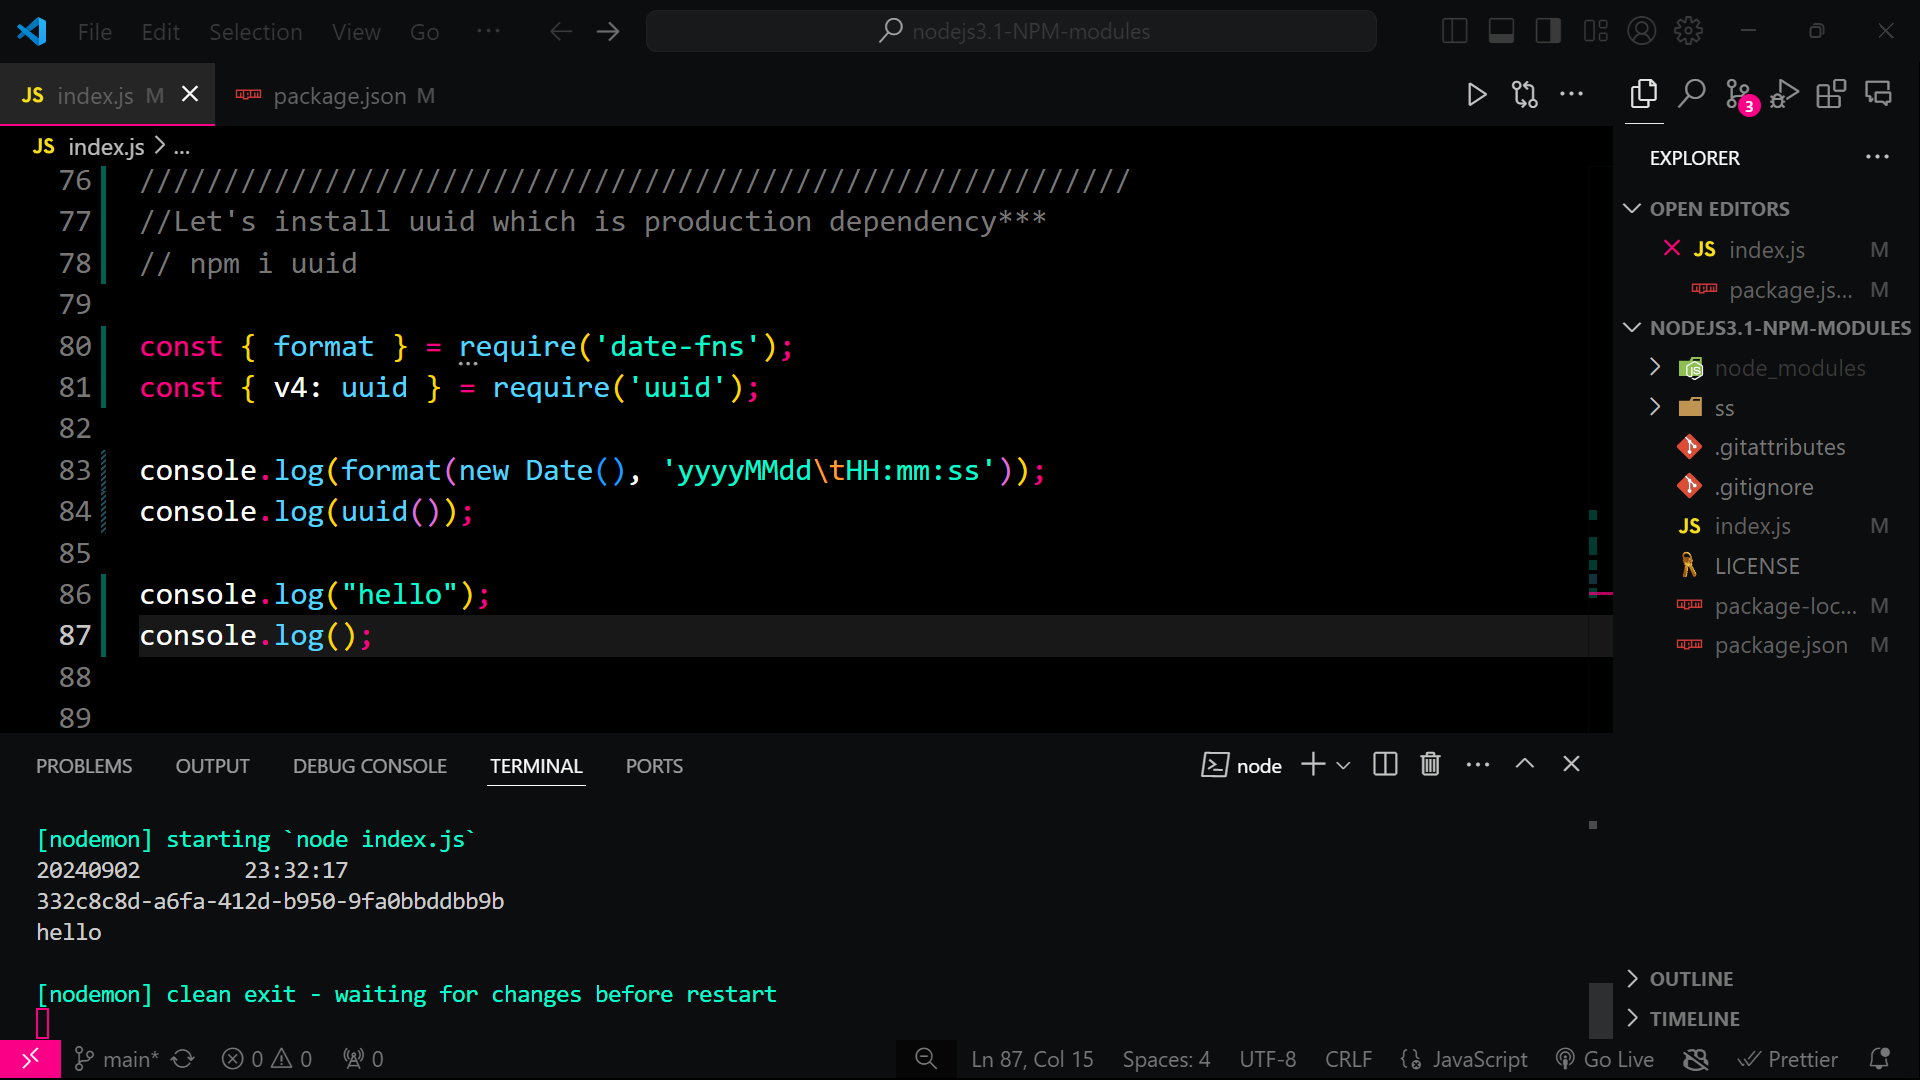 File Edit Selection View Go ··· nodejs3.1-NPM-modules
JS index.js M package.json M
JS index.js > ...
76 ///////////////////////////////////////////////////////////
77 //Let's install uuid which is production dependency***
78 // npm i uuid
79
80 const { format } = require('date-fns');
81 const { v4: uuid } = require('uuid');
82
83 console.log(format(new Date(), 'yyyyMMdd\tHH:mm:ss'));
84 console.log(uuid());
85
86 console.log("hello");
87 console.log();
88
89
PROBLEMS OUTPUT DEBUG CONSOLE TERMINAL PORTS node
[nodemon] starting `node index.js`
20240902 23:32:17
332c8c8d-a6fa-412d-b950-9fa0bbddbb9b
hello
[nodemon] clean exit - waiting for changes before restart
3
EXPLORER
OPEN EDITORS
JS index.js M
package.js... M
NODEJS3.1-NPM-MODULES
node_modules
ss
.gitattributes
.gitignore
JS index.js M
LICENSE
package-loc... M
package.json M
OUTLINE
TIMELINE
main* 0 0 0 Ln 87, Col 15 Spaces: 4 UTF-8 CRLF {} JavaScript Go Live Prettier